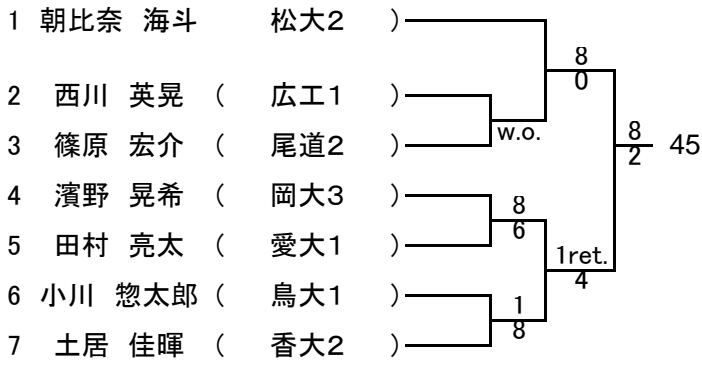 1 朝比奈 海斗 松大2 )
8
0
2 西川 英晃 ( 広工1 )
w.o.
3 篠原 宏介 ( 尾道2 )
8
2
45
4 濱野 晃希 ( 岡大3 )
8
6
5 田村 亮太 ( 愛大1 )
1ret.
4
6 小川 惣太郎 ( 鳥大1 )
1
8
7 土居 佳暉 ( 香大2 )